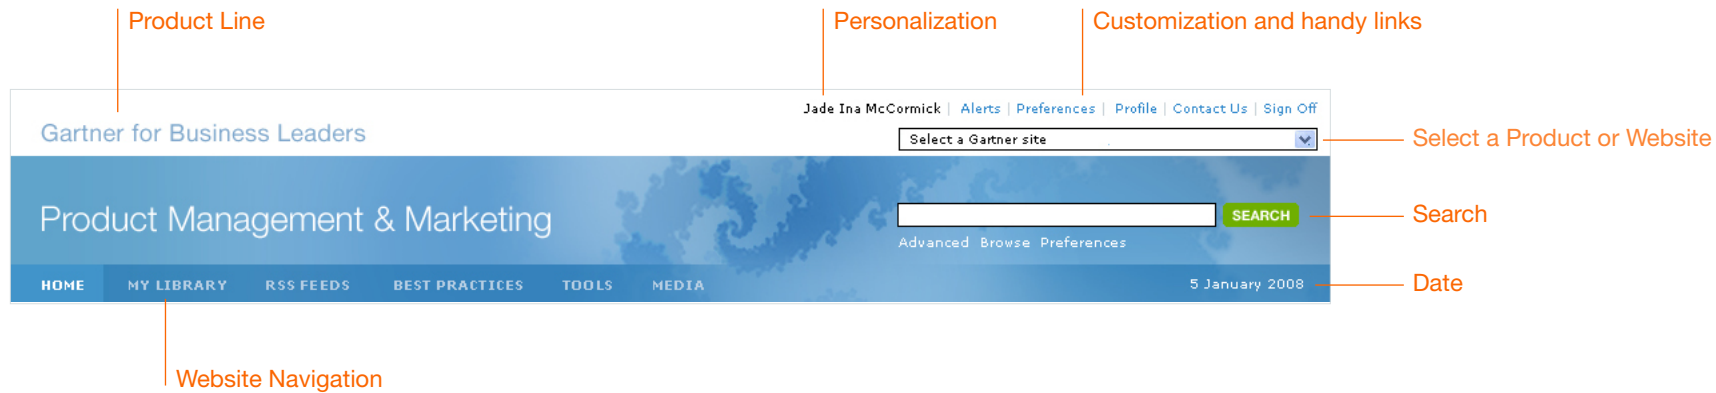 Product Line
Personalization
Customization and handy links
Jade Ina McCormick | Alerts | Preferences | Profile | Contact Us | Sign Off
Gartner for Business Leaders
Select a Gartner site
Select a Product or Website
Product Management & Marketing
SEARCH
Search
Advanced Browse Preferences
HOME MY LIBRARY RSS FEEDS BEST PRACTICES TOOLS MEDIA 5 January 2008
Date
Website Navigation